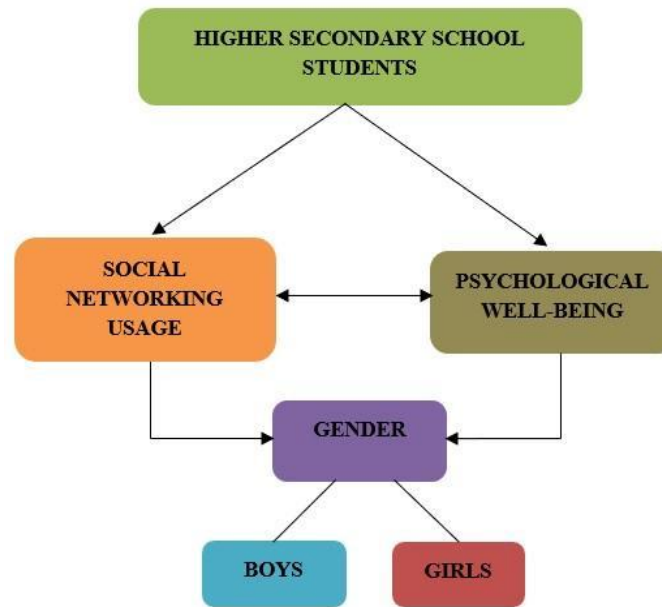 HIGHER SECONDARY SCHOOL
STUDENTS
SOCIAL
NETWORKING
USAGE
PSYCHOLOGICAL
WELL-BEING
GENDER
BOYS
GIRLS